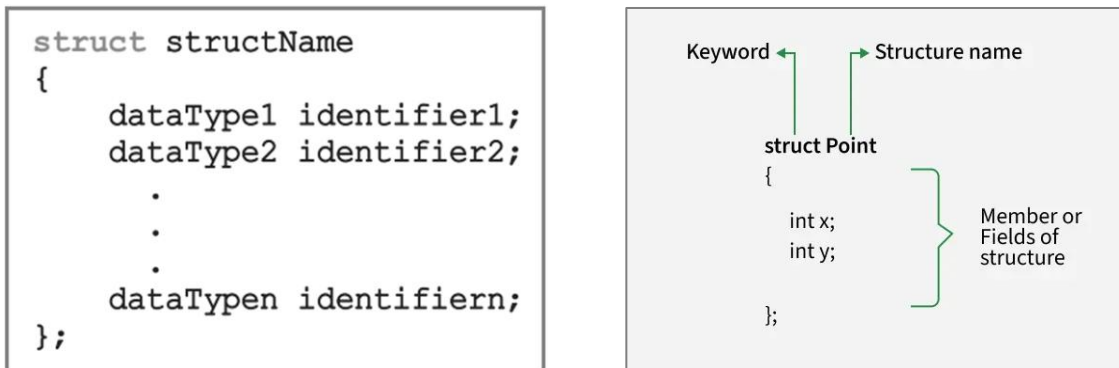 struct structName
{
dataType1 identifier1;
dataType2 identifier2;
.
.
.
dataTypen identifiern;
};
Keyword
Structure name
struct Point
{
int x;
int y;
Member or
Fields of
structure
};